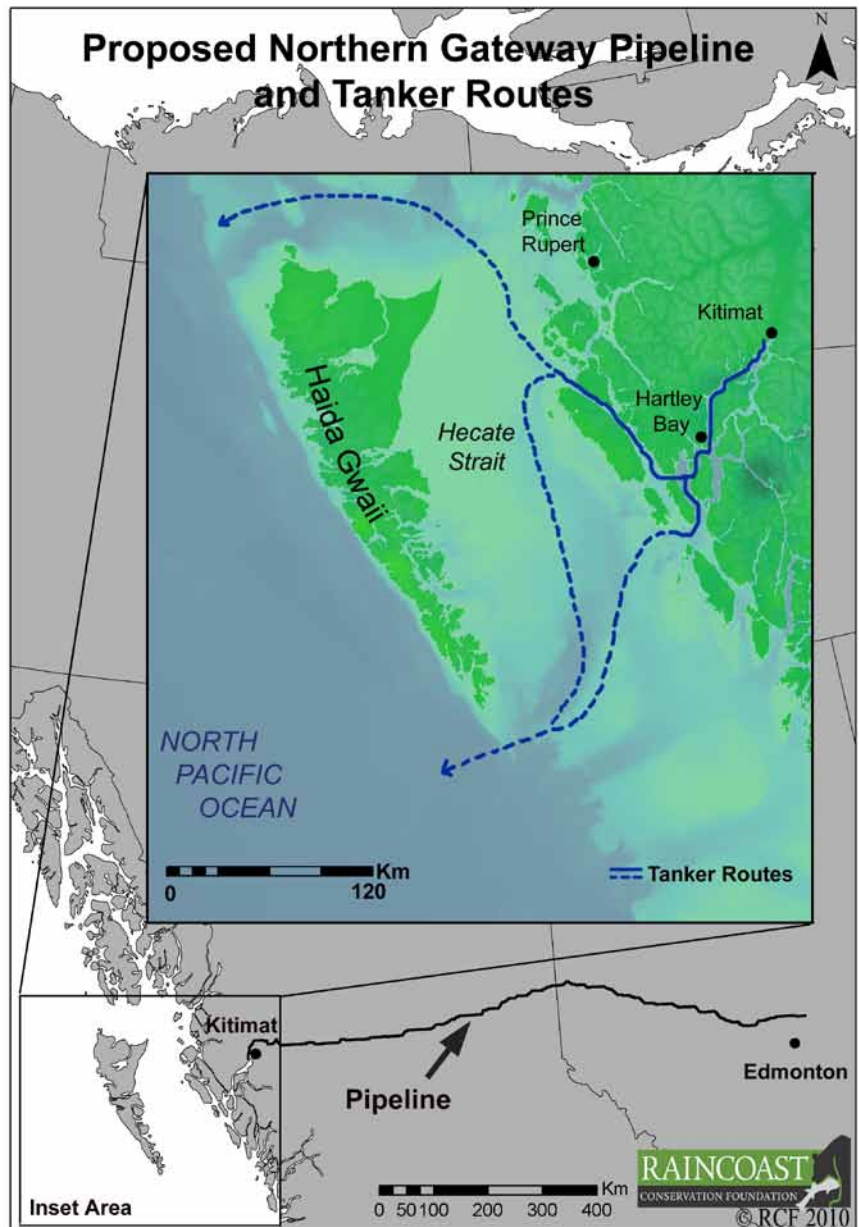 Proposed Northern Gateway Pipeline
and Tanker Routes
N
Prince
Rupert
Kitimat
Hartley
Bay
Haida Gwaii
Hecate
Strait
NORTH
PACIFIC
OCEAN
Km
0 120
Tanker Routes
Kitimat
Pipeline
Edmonton
Inset Area
Km
0 50 100 200 300 400
RAINCOAST
CONSERVATION FOUNDATION
© RCF 2010